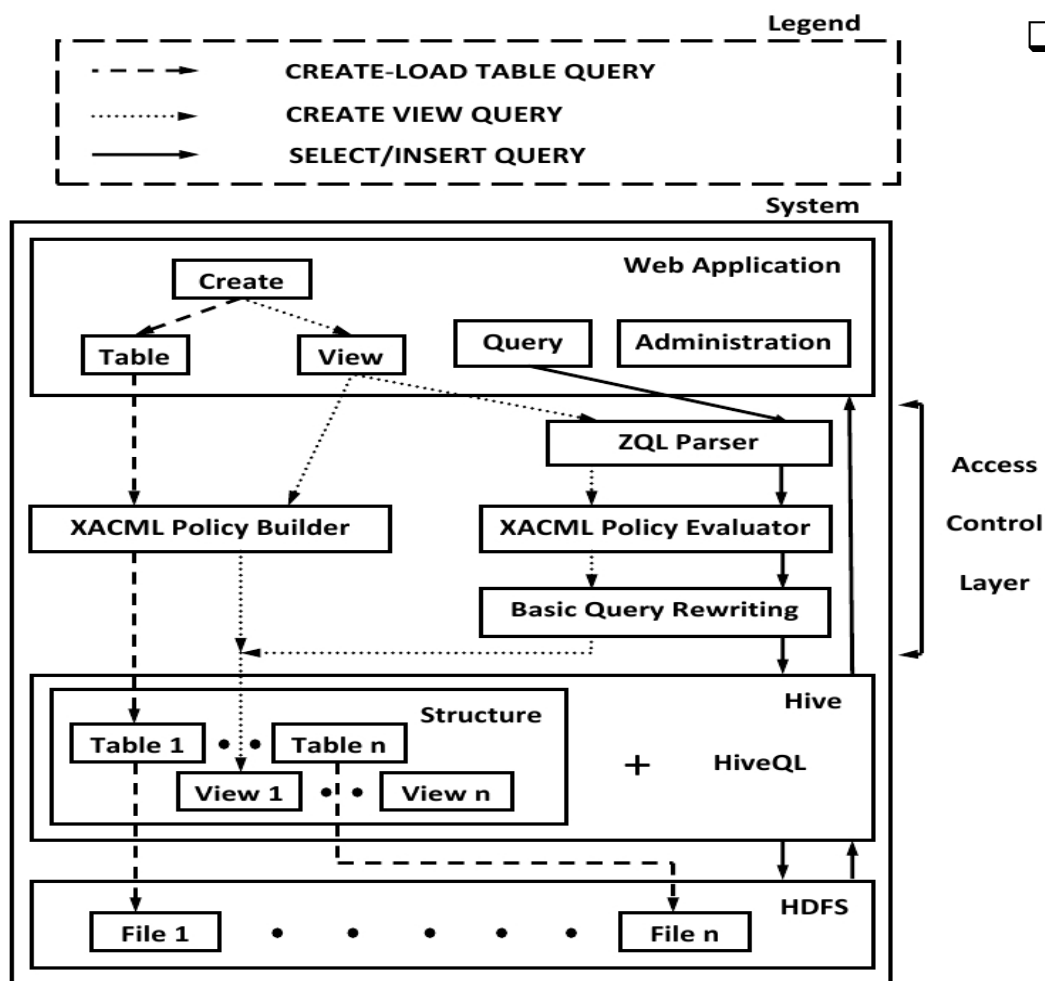 Legend
CREATE-LOAD TABLE QUERY
CREATE VIEW QUERY
SELECT/INSERT QUERY
System
Web Application
Create
Table
View
Query
Administration
ZQL Parser
Access
Control
Layer
XACML Policy Builder
XACML Policy Evaluator
Basic Query Rewriting
Hive
Structure
Table 1
Table n
+
HiveQL
View 1
View n
HDFS
File 1
File n